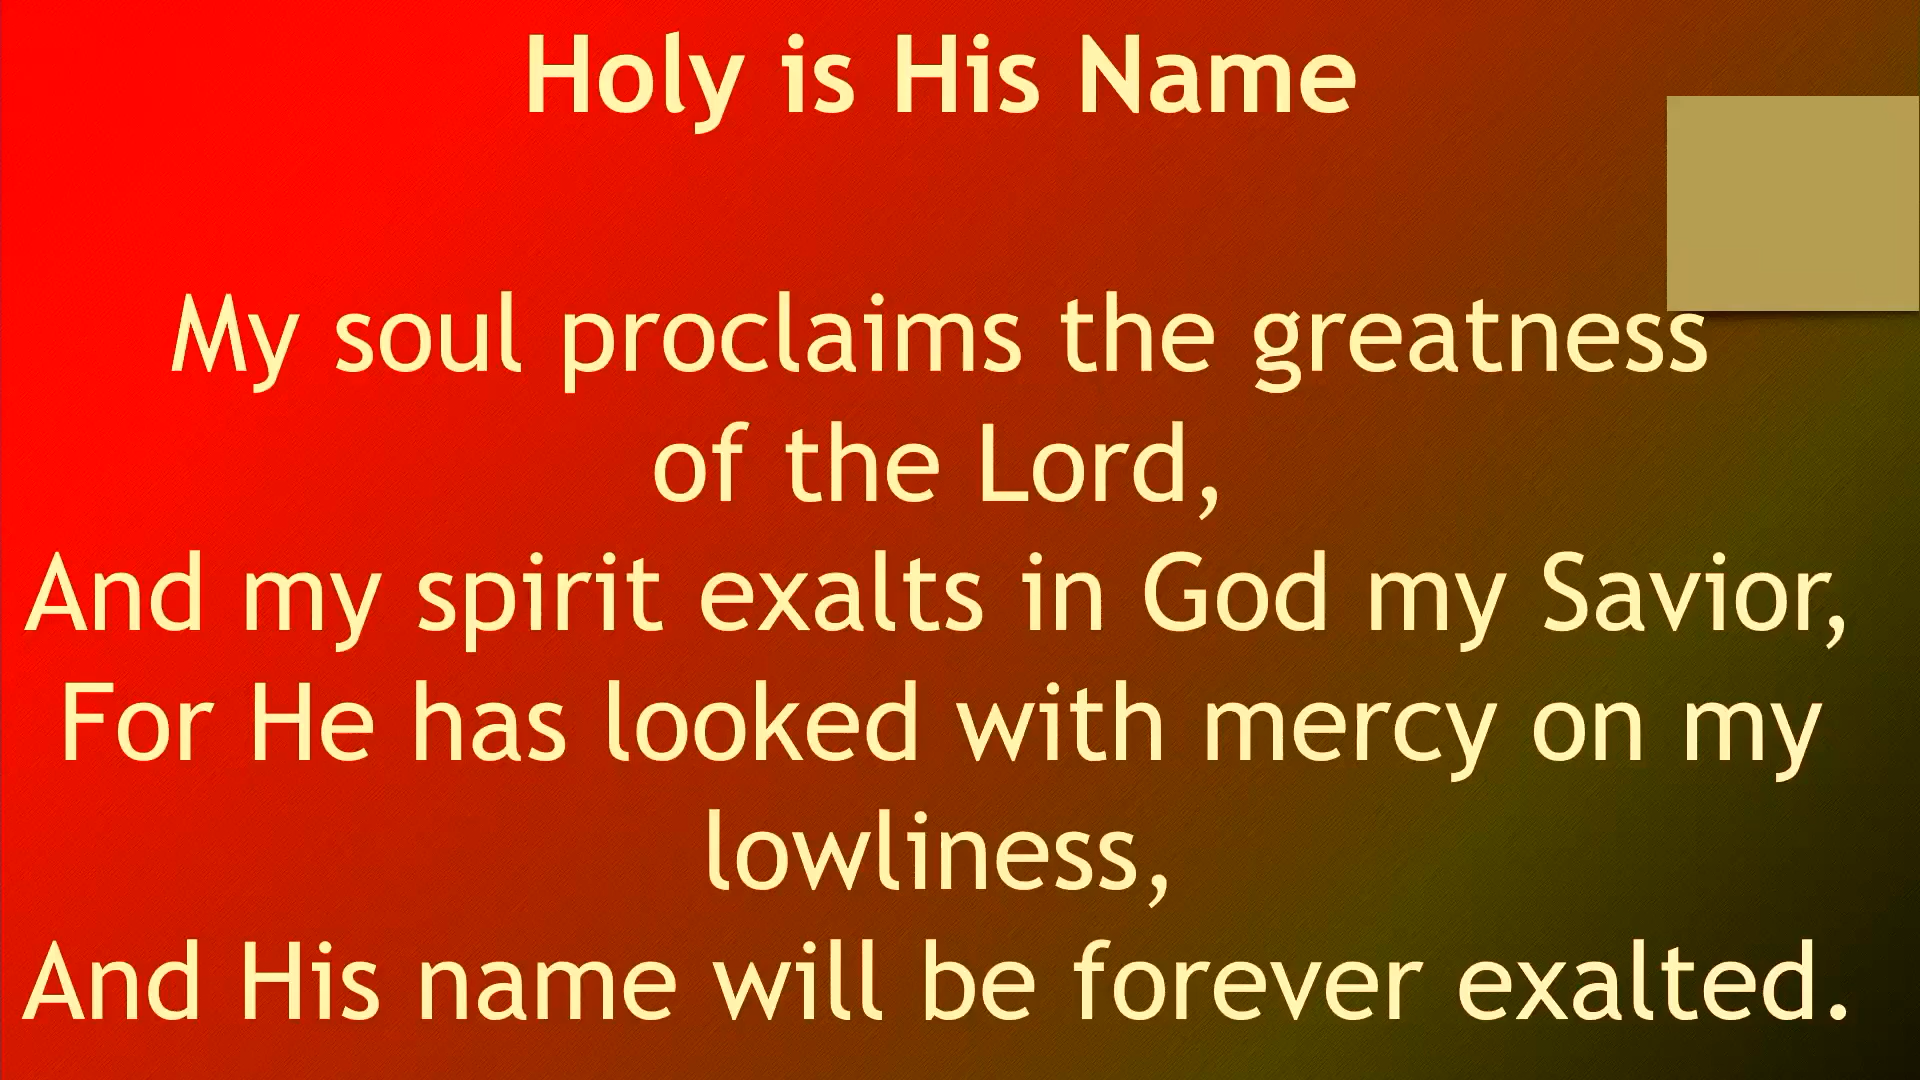 Holy is His Name
My soul proclaims the greatness
of the Lord,
And my spirit exalts in God my Savior,
For He has looked with mercy on my
lowliness,
And His name will be forever exalted.